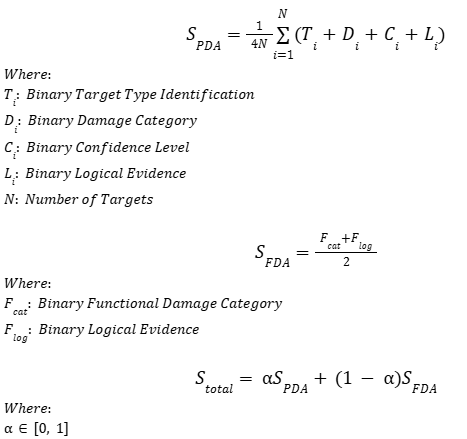 S_PDA = 1/4N ∑_{i=1}^{N} (T_i + D_i + C_i + L_i)
Where:
T_i: Binary Target Type Identification
D_i: Binary Damage Category
C_i: Binary Confidence Level
L_i: Binary Logical Evidence
N: Number of Targets
S_FDA = (F_cat+F_log)/2
Where:
F_cat: Binary Functional Damage Category
F_log: Binary Logical Evidence
S_total = αS_PDA + (1 − α)S_FDA
Where:
α ∈ [0, 1]